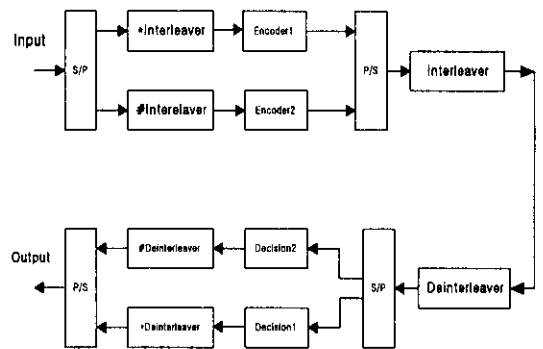 Input
S/P
*Interleaver
Encoder1
P/S
Interleaver
#Interelaver
Encoder2
Output
P/S
#Deinterleaver
Decision2
S/P
Deinterleaver
*Deinterleaver
Decision1